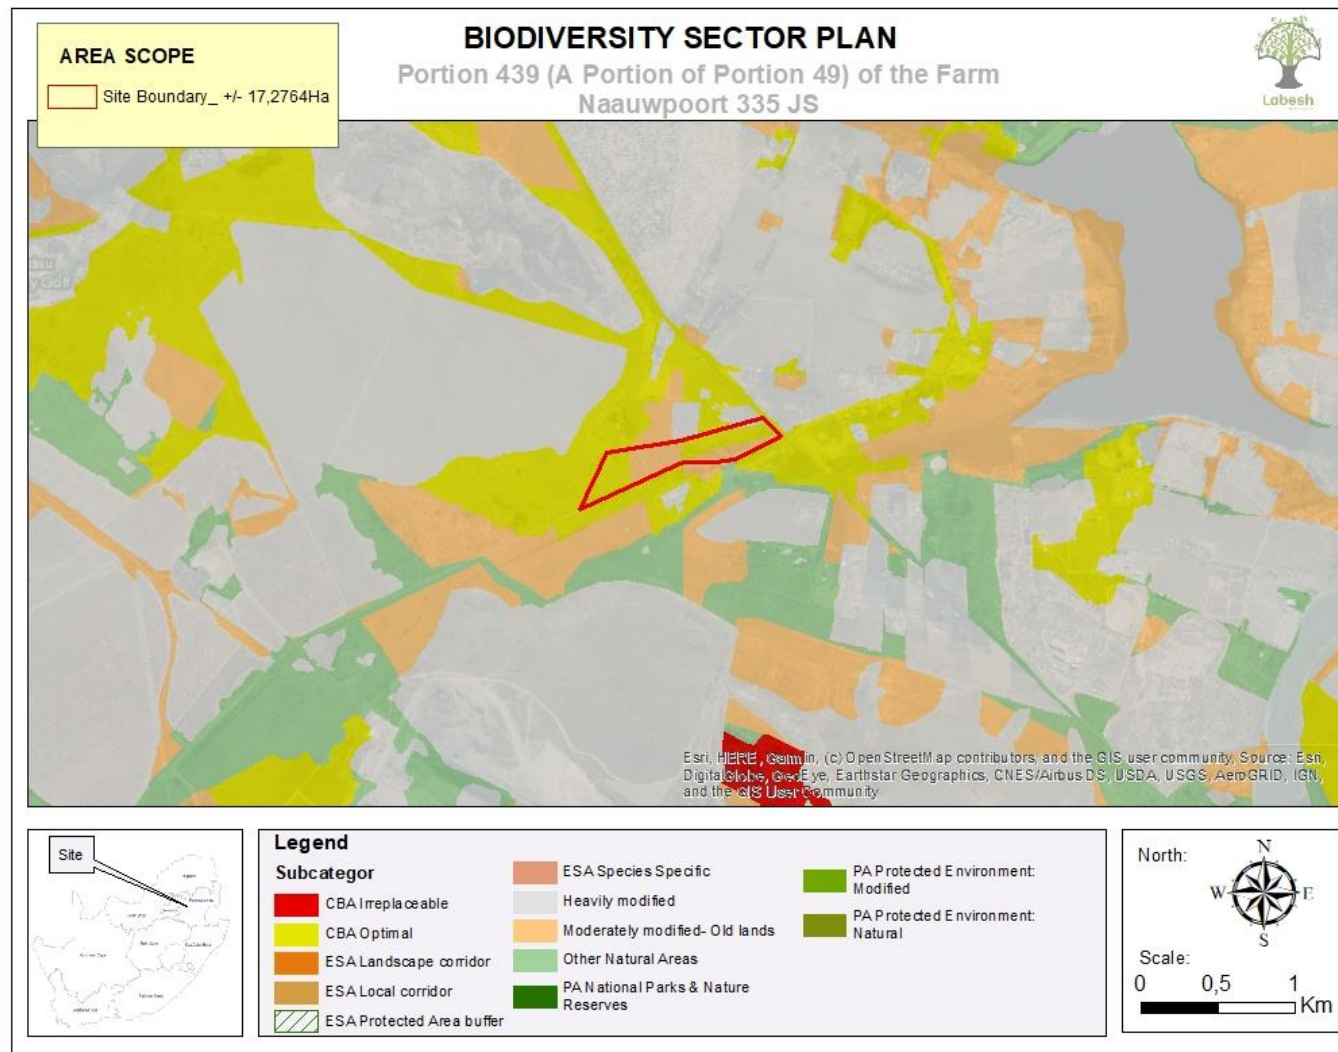 BIODIVERSITY SECTOR PLAN
Portion 439 (A Portion of Portion 49) of the Farm
Naauwpoort 335 JS
AREA SCOPE
Site Boundary_ +/- 17,2764Ha
Labesh
Esri, HERE, Garmin, (c) OpenStreetMap contributors, and the GIS user community, Source: Esri,
DigitalGlobe, GeoEye, Earthstar Geographics, CNES/Airbus DS, USDA, USGS, AeroGRID, IGN,
and the GIS User Community
Site
Legend
Subcategor
CBA Irreplaceable
CBA Optimal
ESA Landscape corridor
ESA Local corridor
ESA Protected Area buffer
ESA Species Specific
Heavily modified
Moderately modified- Old lands
Other Natural Areas
PA National Parks & Nature
Reserves
PA Protected Environment:
Modified
PA Protected Environment:
Natural
North:
N
W
E
S
Scale:
0
0,5
1
Km